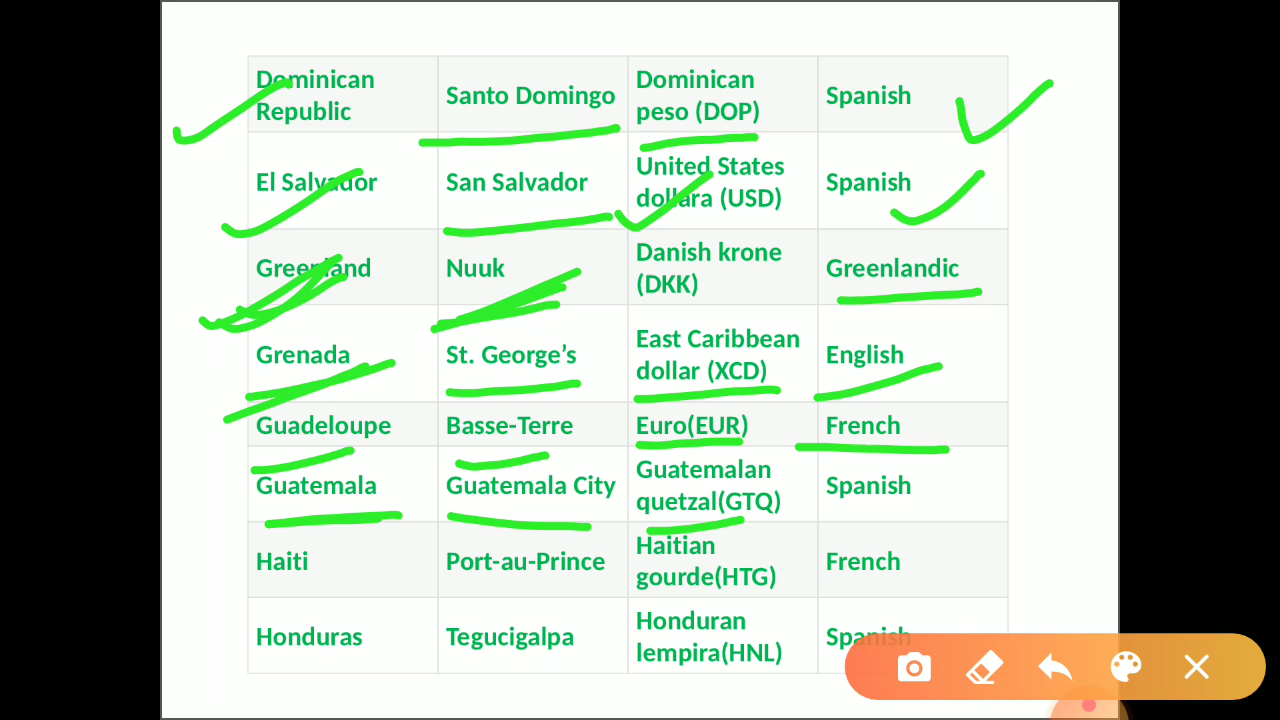 Dominican
Republic
Santo Domingo
Dominican
peso (DOP)
Spanish
El Salvador
San Salvador
United States
dollara (USD)
Spanish
Greenland
Nuuk
Danish krone
(DKK)
Greenlandic
Grenada
St. George’s
East Caribbean
dollar (XCD)
English
Guadeloupe
Basse-Terre
Euro(EUR)
French
Guatemala
Guatemala City
Guatemalan
quetzal(GTQ)
Spanish
Haiti
Port-au-Prince
Haitian
gourde(HTG)
French
Honduras
Tegucigalpa
Honduran
lempira(HNL)
Spanish